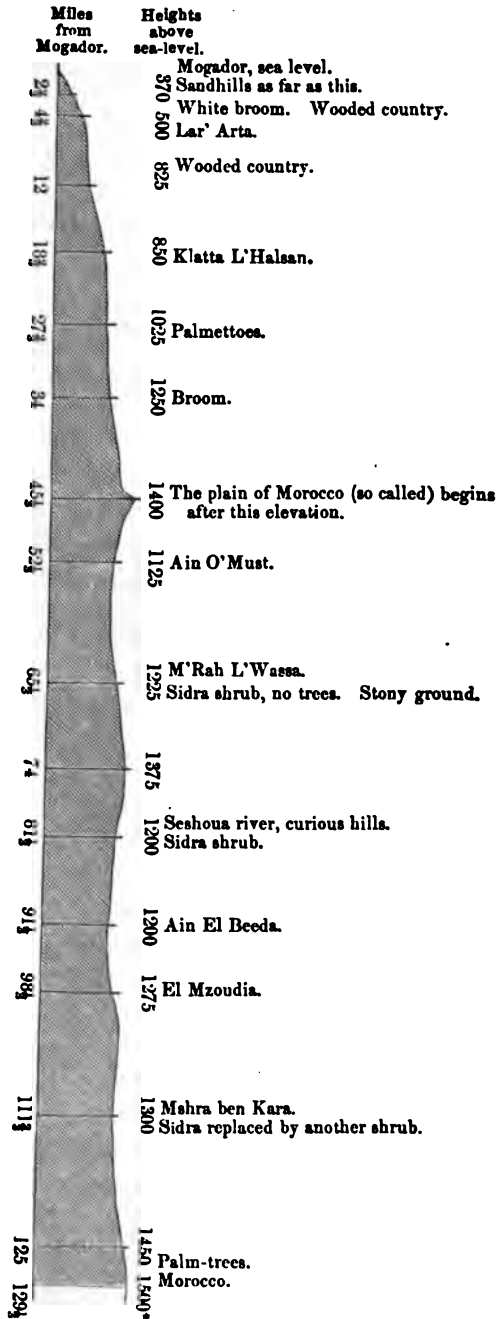 Miles
from
Mogador.
Heights
above
sea-level.
Mogador, sea level.
370 Sandhills as far as this.
White broom. Wooded country.
500 Lar' Arta.
12 825 Wooded country.
850 Klatta L'Halsan.
1025 Palmettoes.
34 1250 Broom.
1400 The plain of Morocco (so called) begins
after this elevation.
1125 Ain O'Must.
M'Rah L'Wassa.
1225 Sidra shrub, no trees. Stony ground.
74 1375
Seshoua river, curious hills.
1200 Sidra shrub.
1200 Ain El Beeda.
1275 El Mzoudia.
Mshra ben Kara.
1300 Sidra replaced by another shrub.
125 1450 Palm-trees.
1500 Morocco.